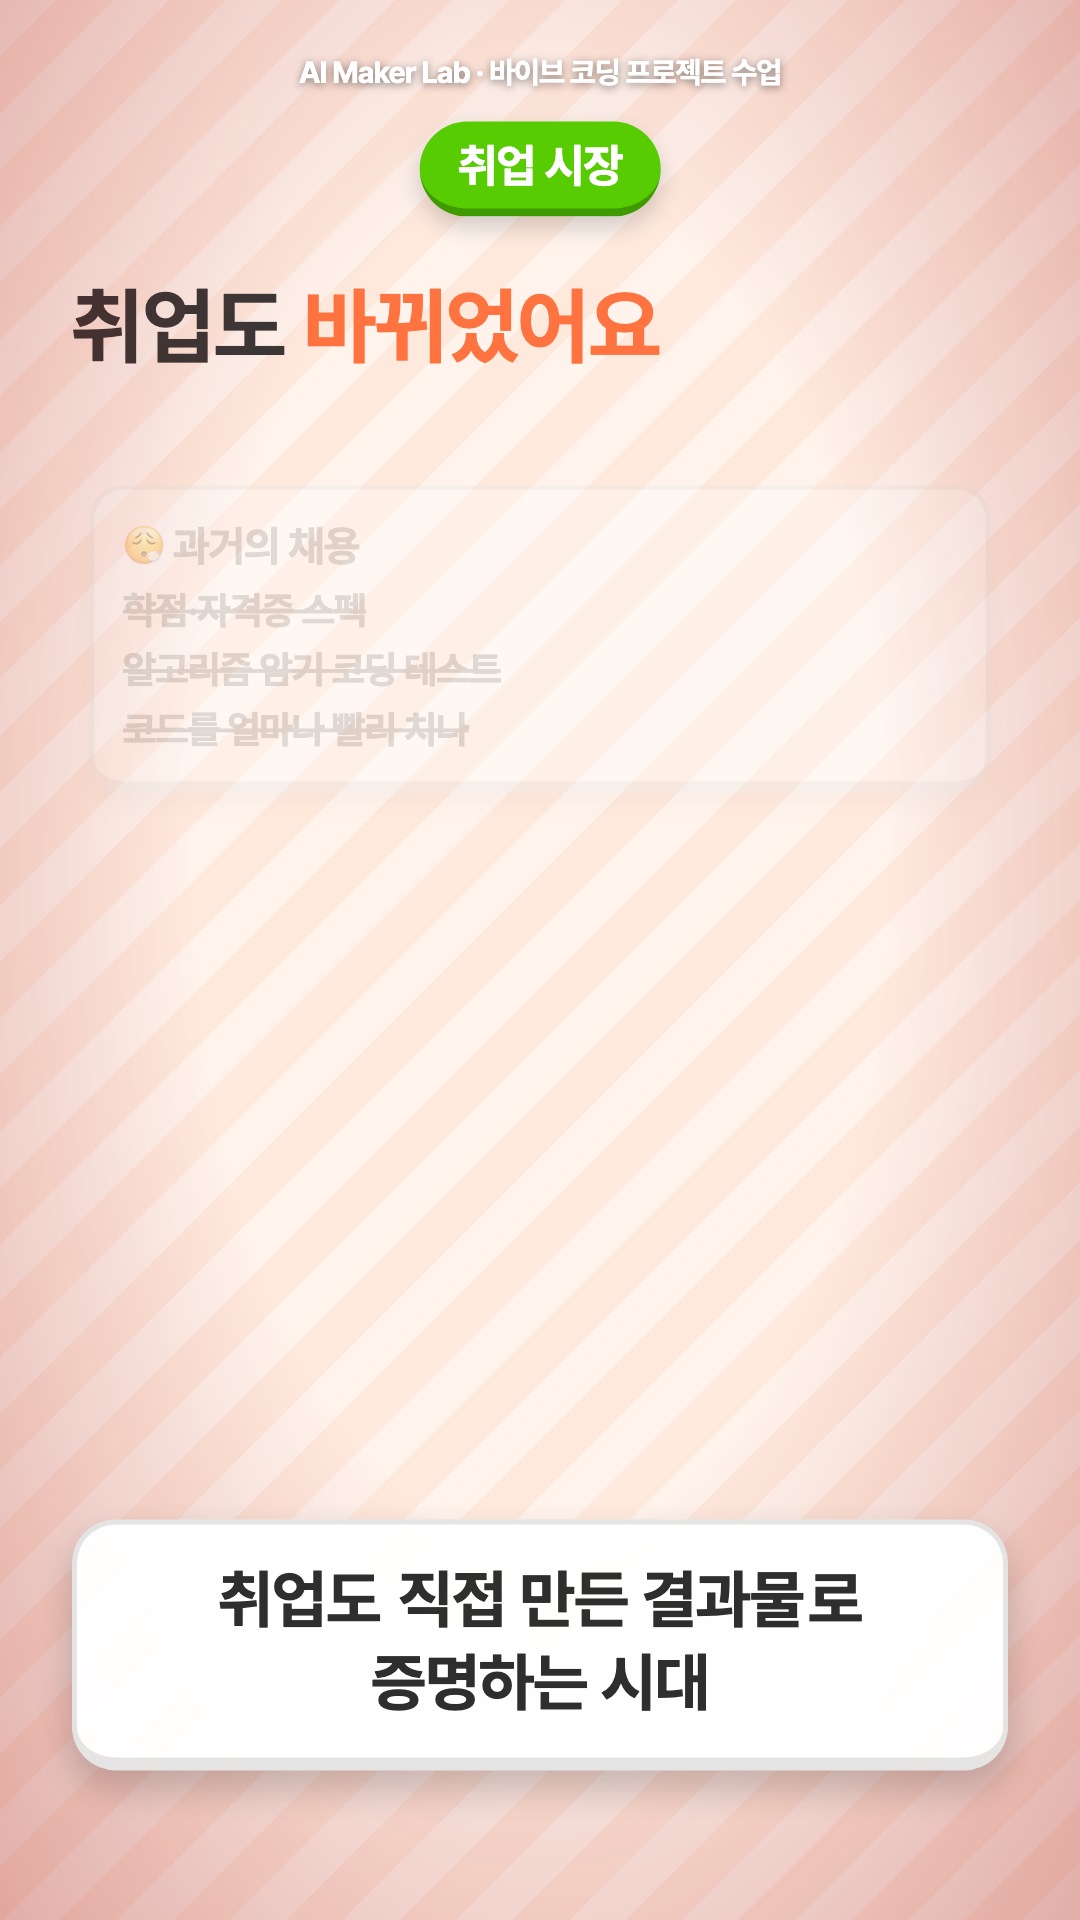 AI Maker Lab · 바이브 코딩 프로젝트 수업
취업 시장
취업도 바뀌었어요
과거의 채용
학점·자격증 스펙
알고리즘 암기 코딩 테스트
코드를 얼마나 빨리 치나
취업도 직접 만든 결과물로
증명하는 시대